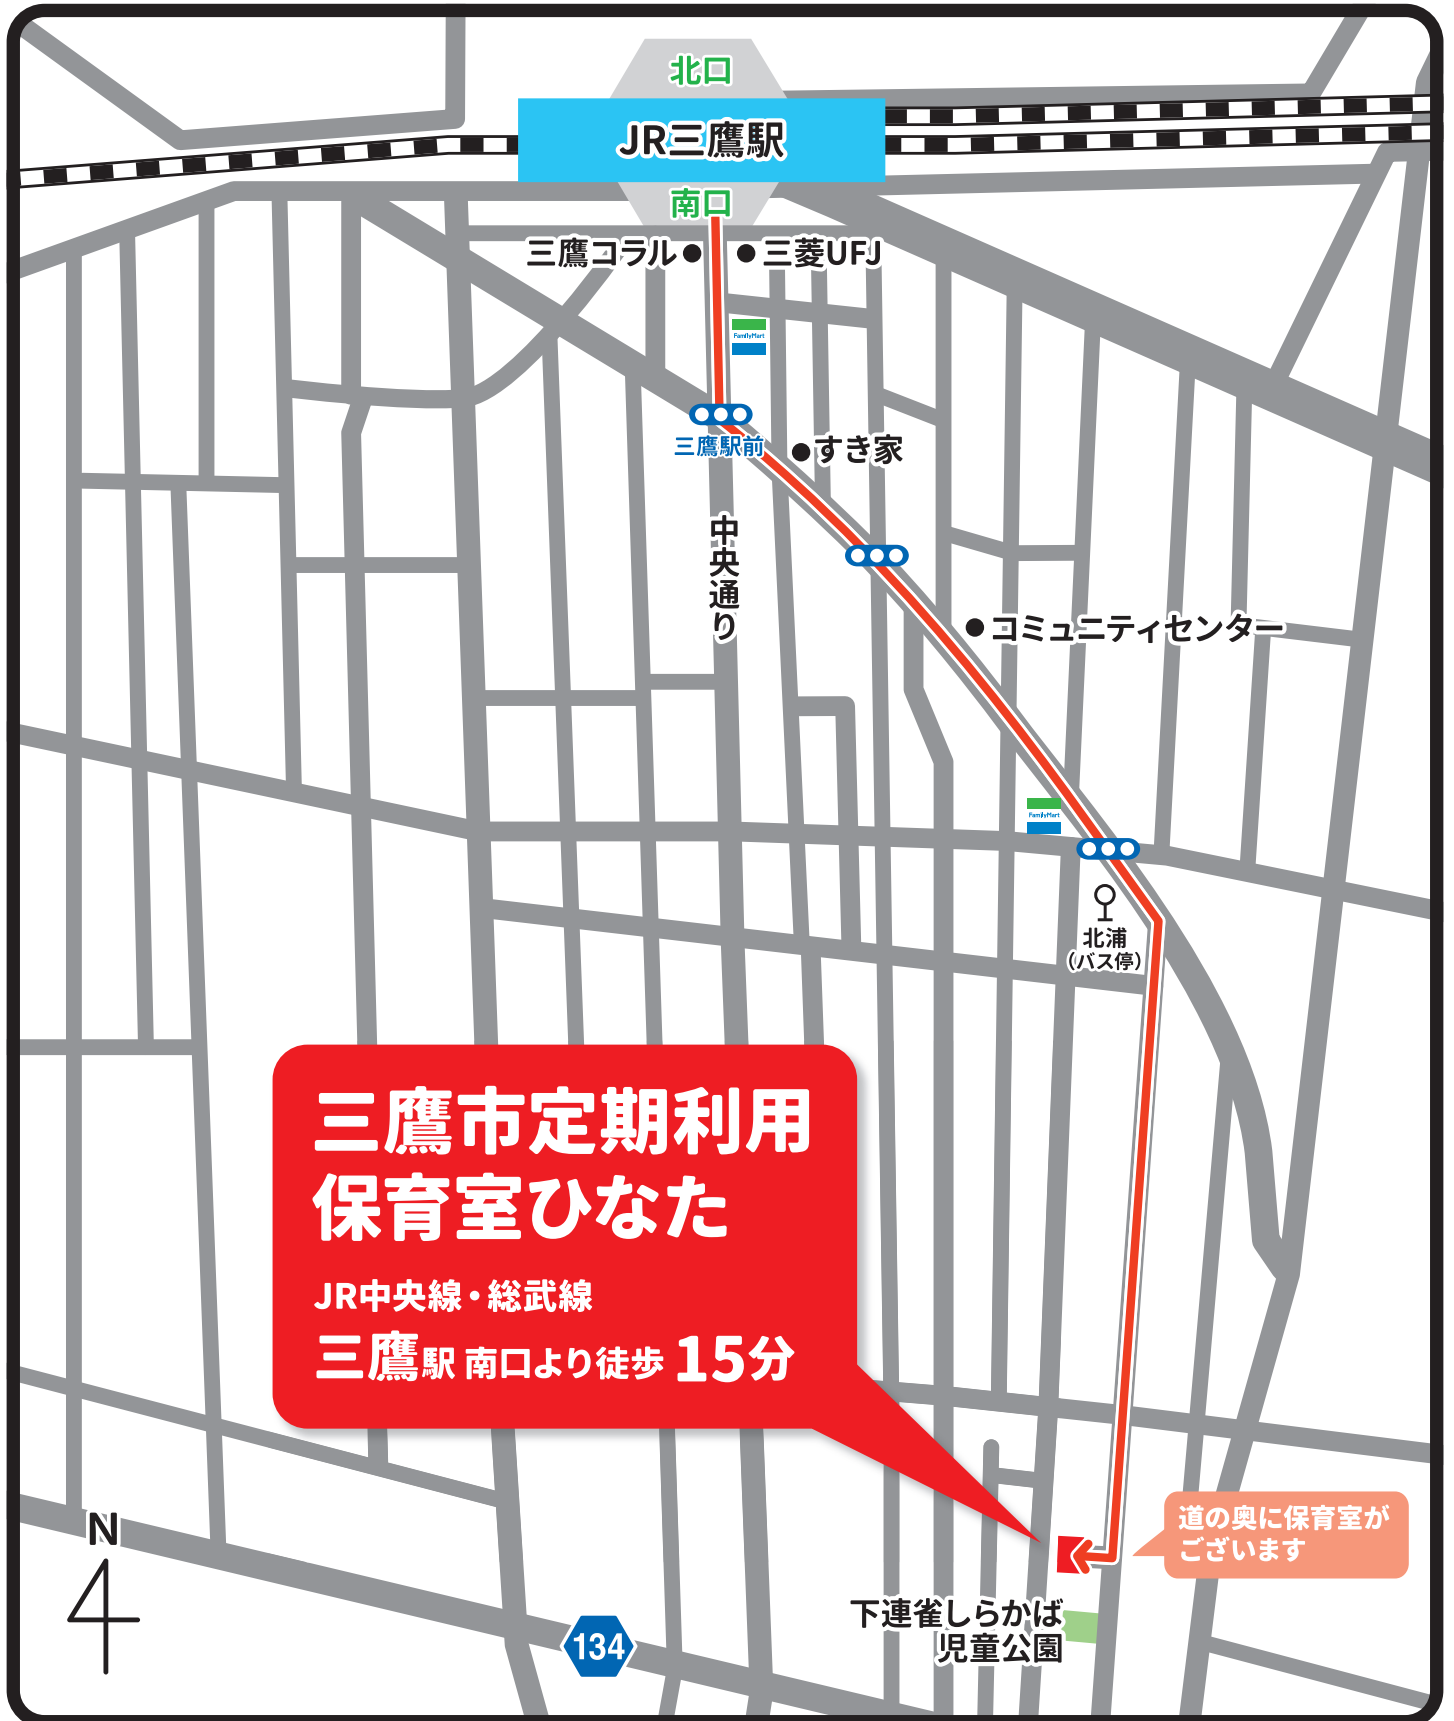 北口
JR三鷹駅
南口
三鷹コラル
三菱UFJ
FamilyMart
三鷹駅前
すき家
中央通り
コミュニティセンター
FamilyMart
北浦
(バス停)
三鷹市定期利用
保育室ひなた
JR中央線・総武線
三鷹駅 南口より徒歩 15分
道の奥に保育室が
ございます
N
下連雀しらかば
児童公園
134